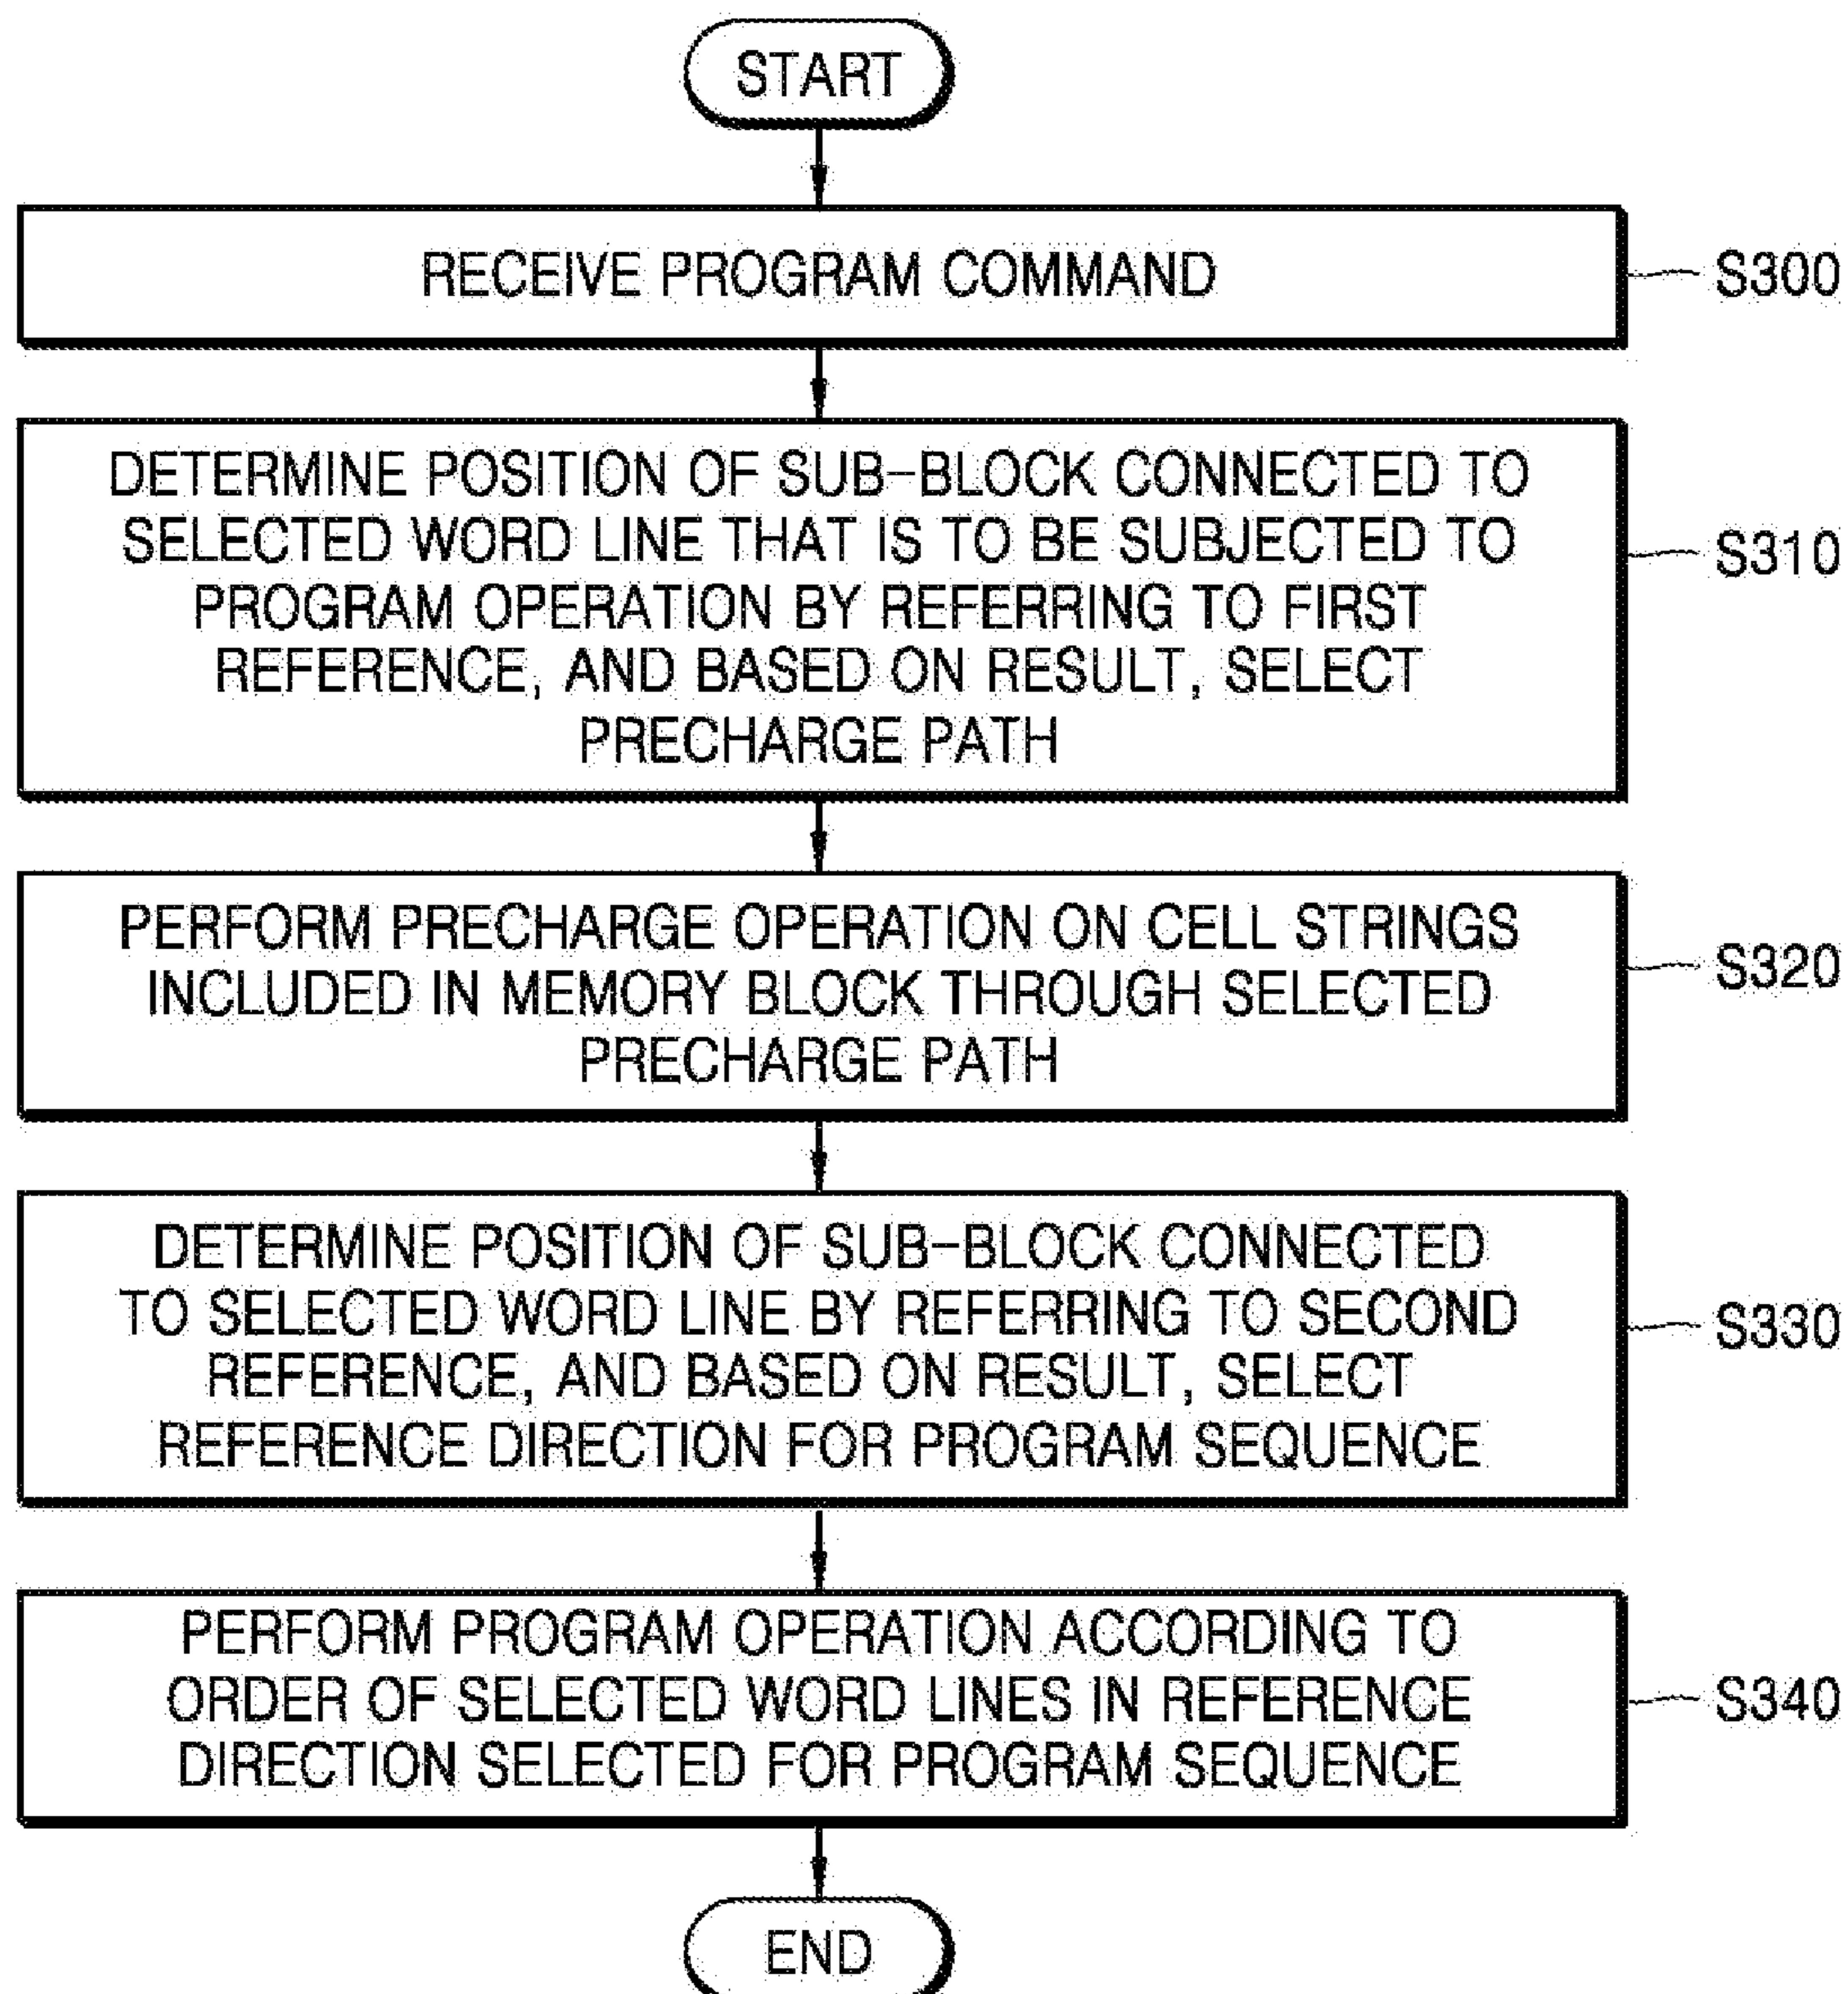 START
RECEIVE PROGRAM COMMAND
S300
DETERMINE POSITION OF SUB-BLOCK CONNECTED TO
SELECTED WORD LINE THAT IS TO BE SUBJECTED TO
PROGRAM OPERATION BY REFERRING TO FIRST
REFERENCE, AND BASED ON RESULT, SELECT
PRECHARGE PATH
S310
PERFORM PRECHARGE OPERATION ON CELL STRINGS
INCLUDED IN MEMORY BLOCK THROUGH SELECTED
PRECHARGE PATH
S320
DETERMINE POSITION OF SUB-BLOCK CONNECTED
TO SELECTED WORD LINE BY REFERRING TO SECOND
REFERENCE, AND BASED ON RESULT, SELECT
REFERENCE DIRECTION FOR PROGRAM SEQUENCE
S330
PERFORM PROGRAM OPERATION ACCORDING TO
ORDER OF SELECTED WORD LINES IN REFERENCE
DIRECTION SELECTED FOR PROGRAM SEQUENCE
S340
END